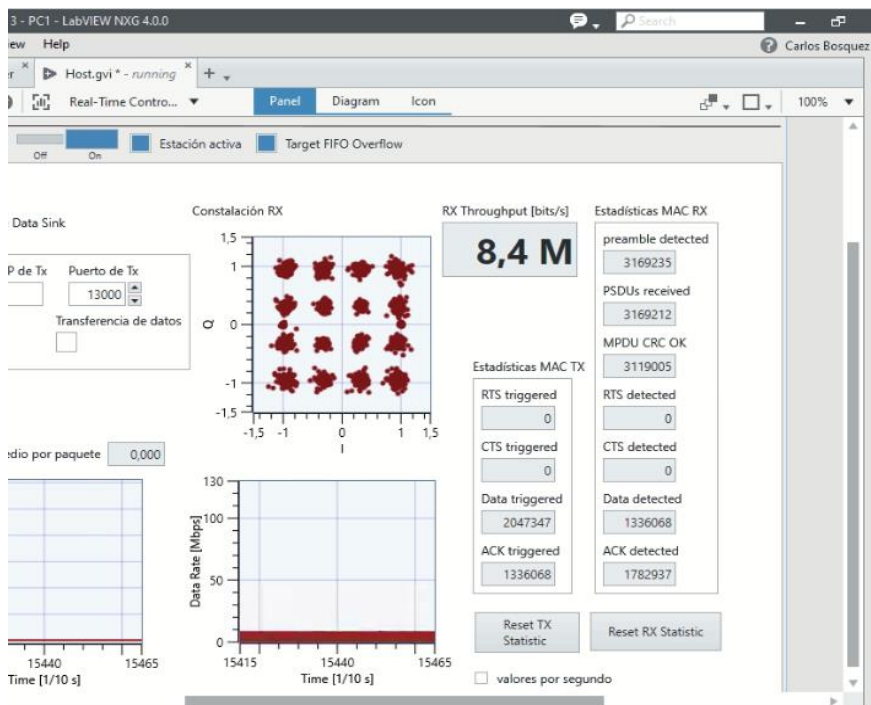 3 - PC1 - LabVIEW NXG 4.0.0
Search
ew Help
Carlos Bosquez
er Host.gvi * - running
Real-Time Contro... Panel Diagram Icon 100%
Off On Estación activa Target FIFO Overflow
Data Sink
P de Tx Puerto de Tx
13000
Transferencia de datos
edio por paquete 0,000
15440 15465
Time [1/10 s]
Constalación RX
1,5
1
Q 0
-1
-1,5
-1,5 -1 0 1 1,5
I
130
100
Data Rate [Mbps]
50
0
15415 15440 15465
Time [1/10 s]
RX Throughput [bits/s]
8,4 M
Estadísticas MAC TX
RTS triggered
0
CTS triggered
0
Data triggered
2047347
ACK triggered
1336068
Reset TX
Statistic
Estadísticas MAC RX
preamble detected
3169235
PSDUs received
3169212
MPDU CRC OK
3119005
RTS detected
0
CTS detected
0
Data detected
1336068
ACK detected
1782937
Reset RX Statistic
valores por segundo